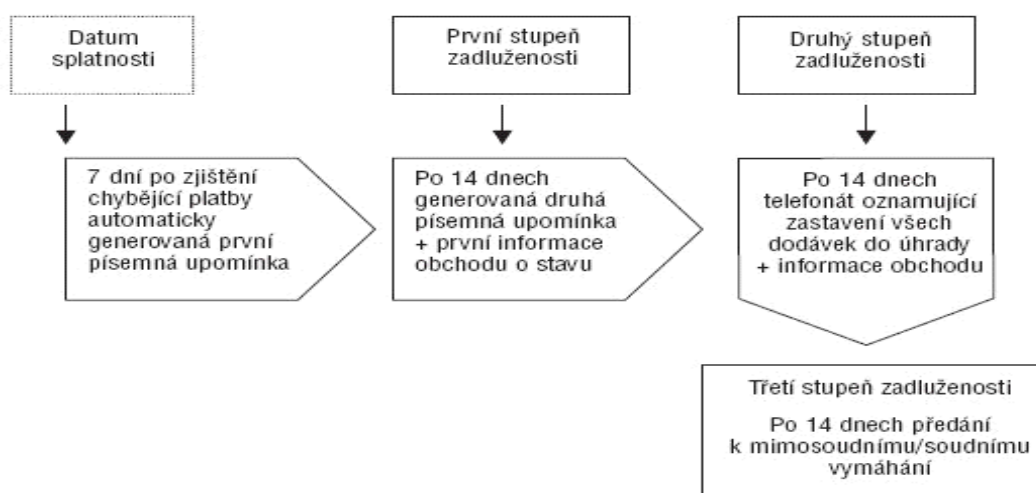 Datum
splatnosti
První stupeň
zadluženosti
Druhý stupeň
zadluženosti
7 dní po zjištění
chybějící platby
automaticky
generovaná první
písemná upomínka
Po 14 dnech
generovaná druhá
písemná upomínka
+ první informace
obchodu o stavu
Po 14 dnech
telefonát oznamující
zastavení všech
dodávek do úhrady
+ informace obchodu
Třetí stupeň zadluženosti
Po 14 dnech předání
k mimosoudnímu/soudnímu
vymáhání